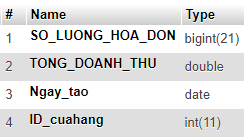 # Name Type
1 SO_LUONG_HOA_DON bigint(21)
2 TONG_DOANH_THU double
3 Ngay_tao date
4 ID_cuahang int(11)